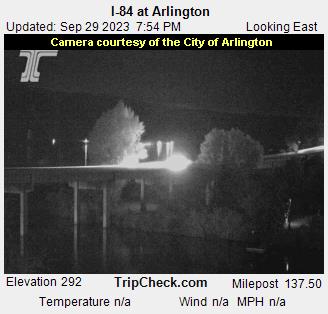 I-84 at Arlington
Updated: Sep 29 2023 7:54 PM Looking East
Camera courtesy of the City of Arlington
Elevation 292 TripCheck.com Milepost 137.50
Temperature n/a Wind n/a MPH n/a